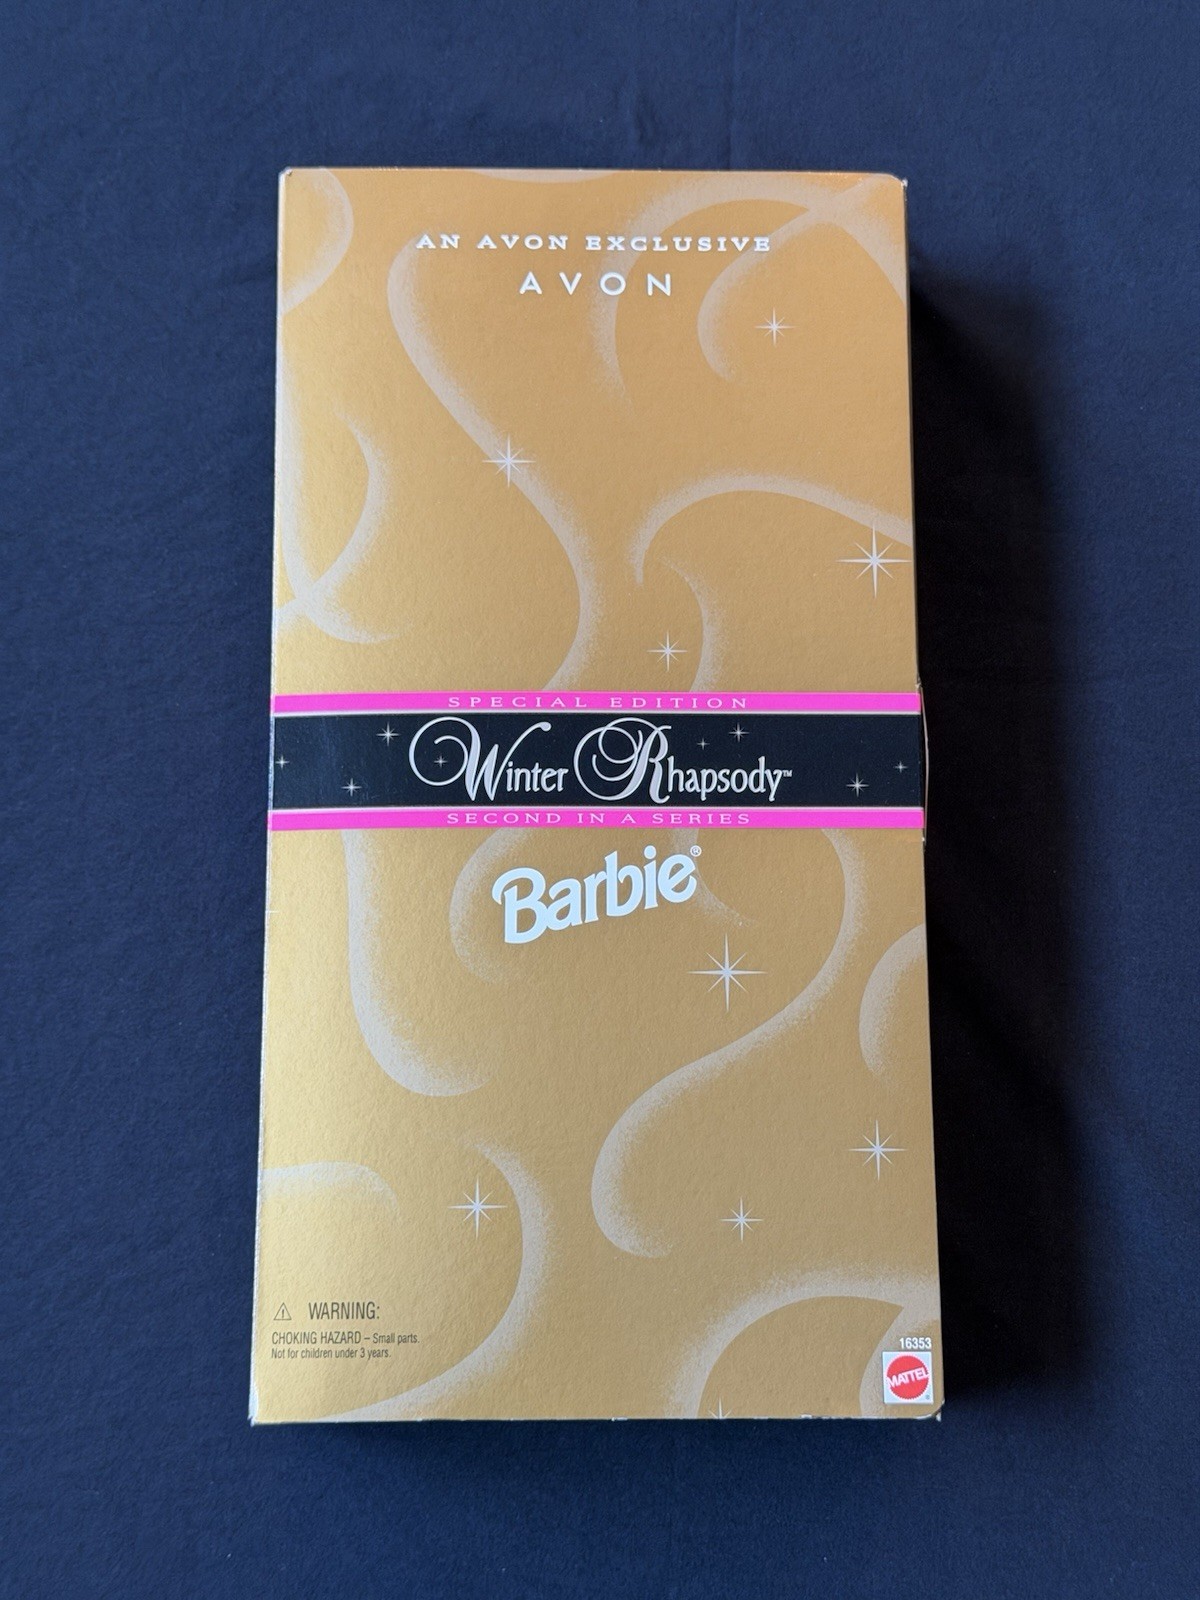 AN AVON EXCLUSIVE
AVON
SPECIAL EDITION
Winter Rhapsody™
SECOND IN A SERIES
Barbie®
⚠ WARNING:
CHOKING HAZARD – Small parts.
Not for children under 3 years.
16353
MATTEL®